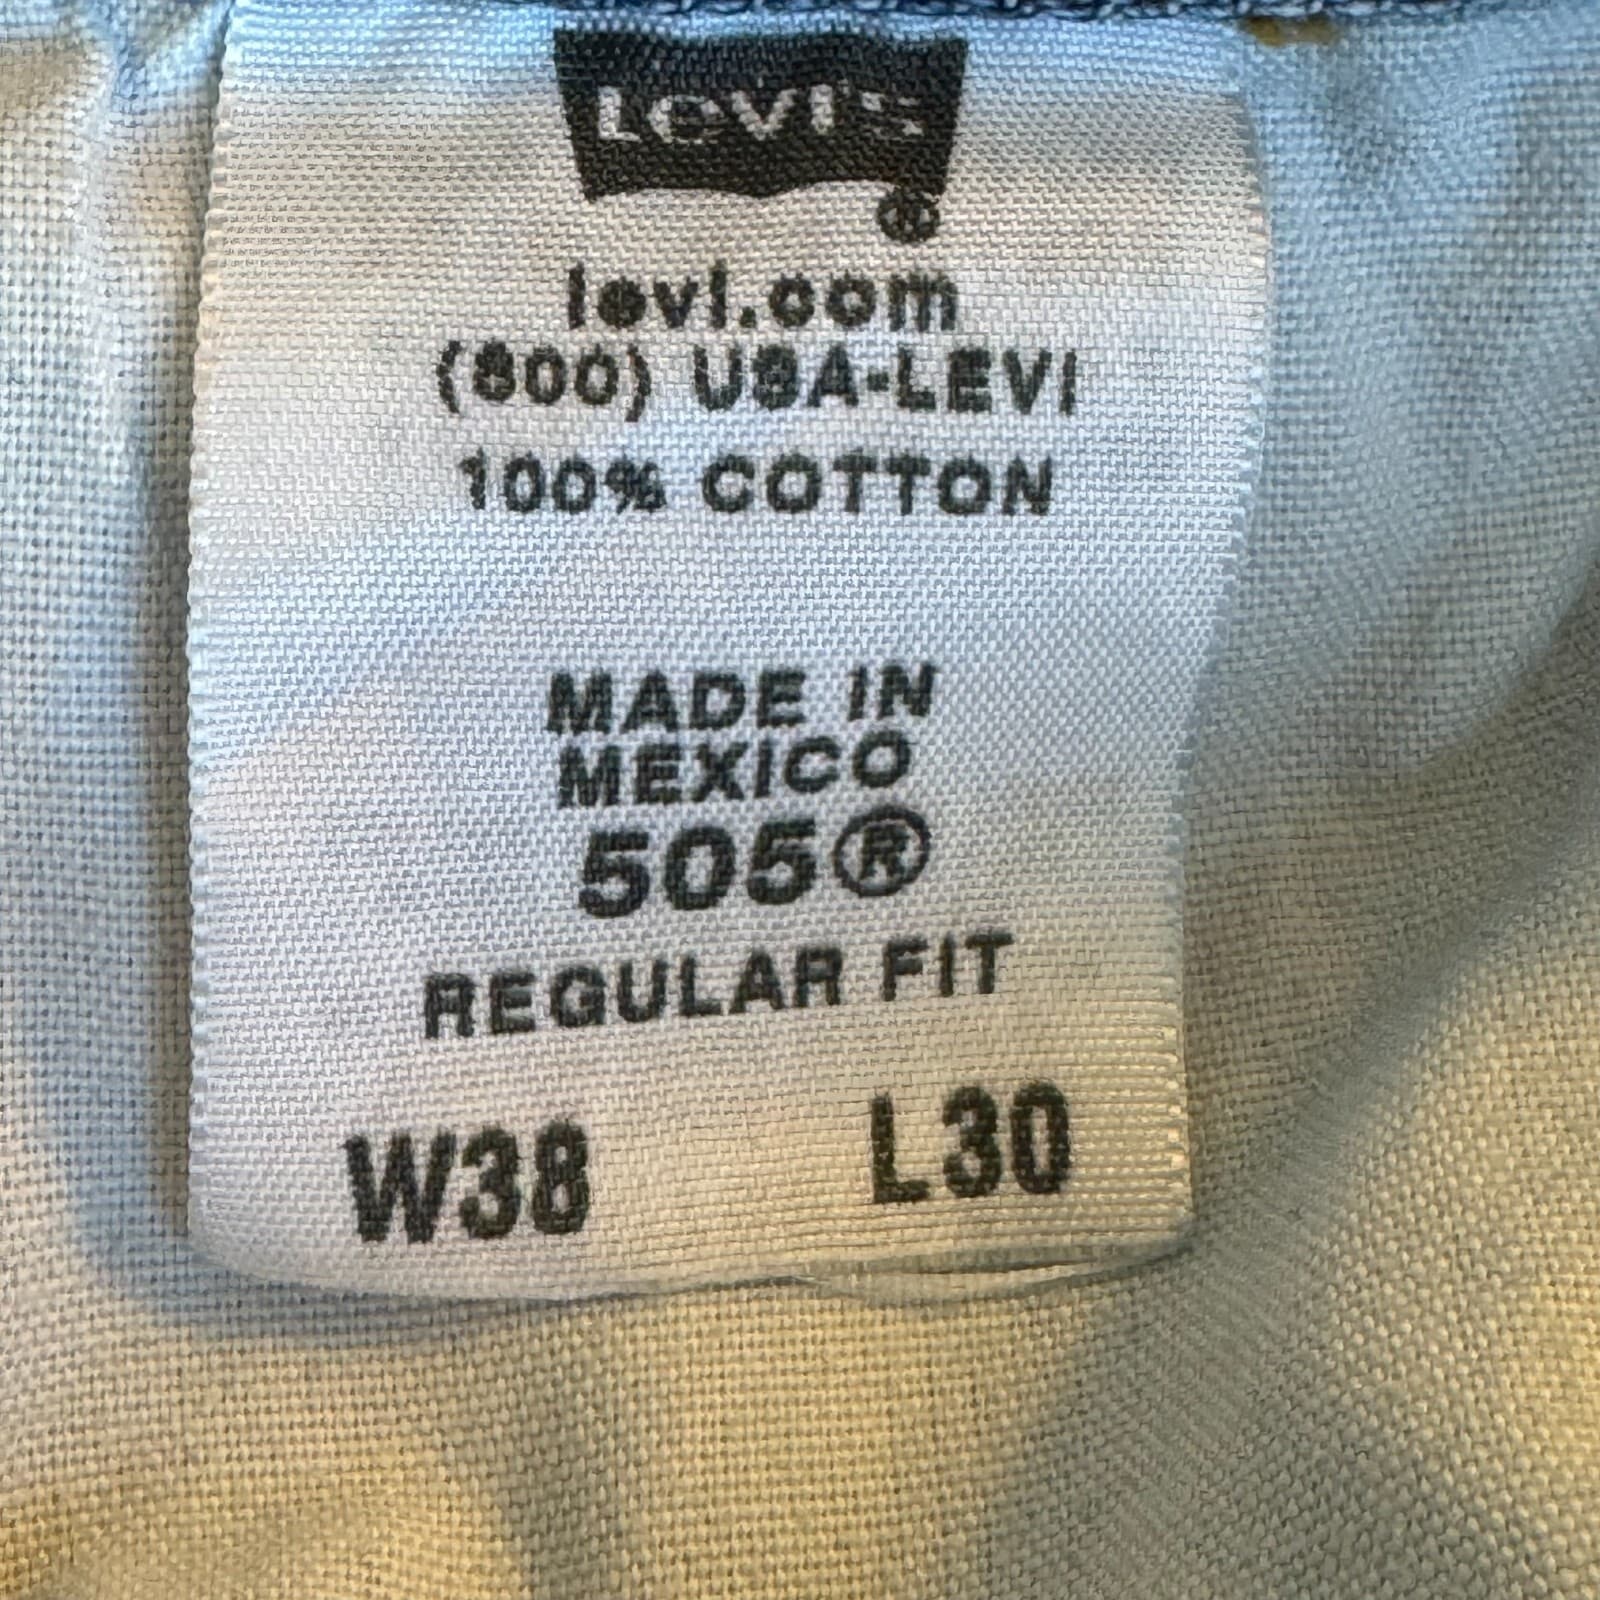 Levi's
®
levi.com
(800) USA-LEVI
100% COTTON
MADE IN
MEXICO
505®
REGULAR FIT
W38 L30